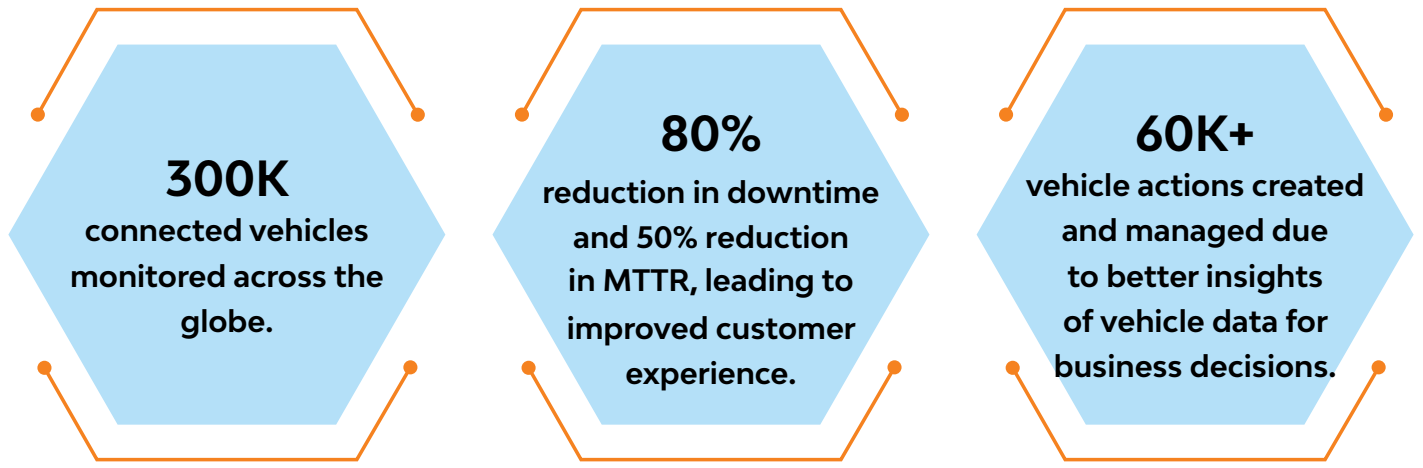 300K
connected vehicles
monitored across the
globe.
80%
reduction in downtime
and 50% reduction
in MTTR, leading to
improved customer
experience.
60K+
vehicle actions created
and managed due
to better insights
of vehicle data for
business decisions.